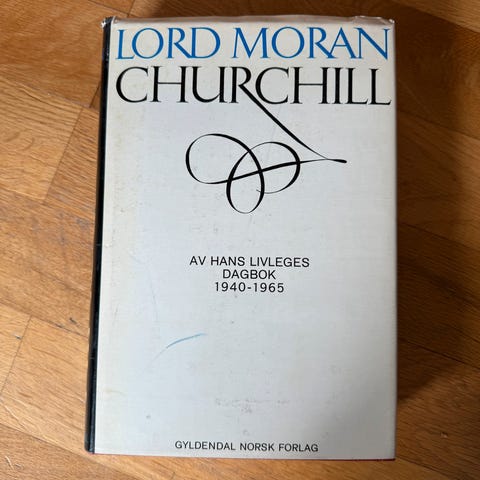 LORD MORAN
CHURCHILL
AV HANS LIVLEGES
DAGBOK
1940-1965
GYLDENDAL NORSK FORLAG